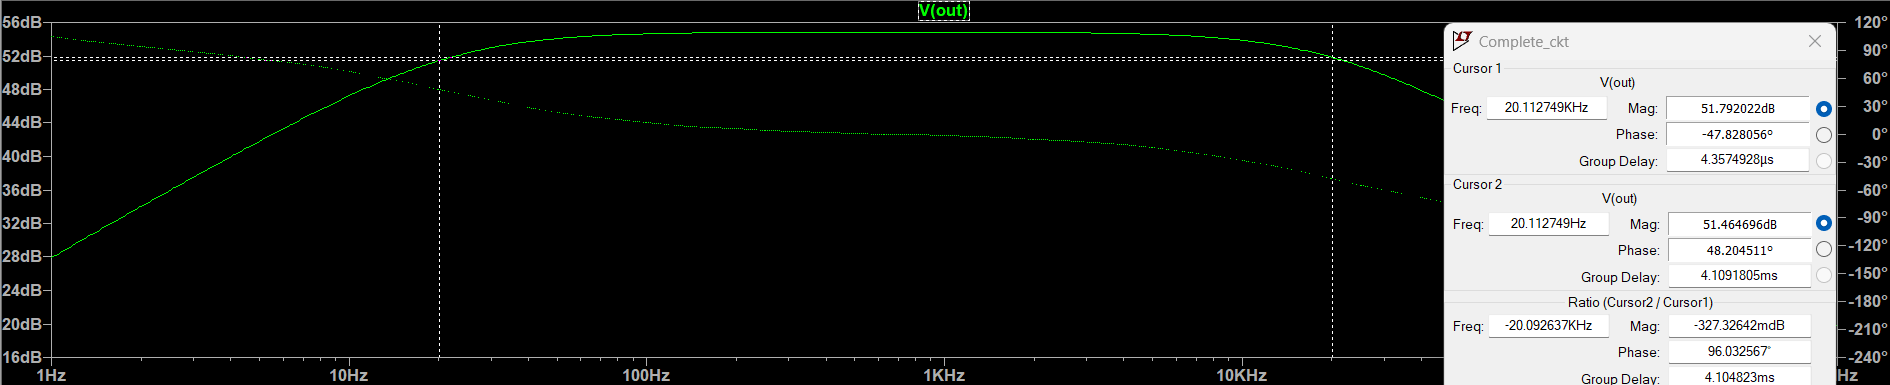 V(out)
56dB
52dB
48dB
44dB
40dB
36dB
32dB
28dB
24dB
20dB
16dB
1Hz 10Hz 100Hz 1KHz 10KHz Hz
120°
90°
60°
30°
0°
-30°
-60°
-90°
-120°
-150°
-180°
-210°
-240°
Complete_ckt
Cursor 1
V(out)
Freq: 20.112749KHz Mag: 51.792022dB
Phase: -47.828056°
Group Delay: 4.3574928µs
Cursor 2
V(out)
Freq: 20.112749Hz Mag: 51.464696dB
Phase: 48.204511°
Group Delay: 4.1091805ms
Ratio (Cursor2 / Cursor1)
Freq: -20.092637KHz Mag: -327.32642mdB
Phase: 96.032567°
Group Delay: 4.104823ms